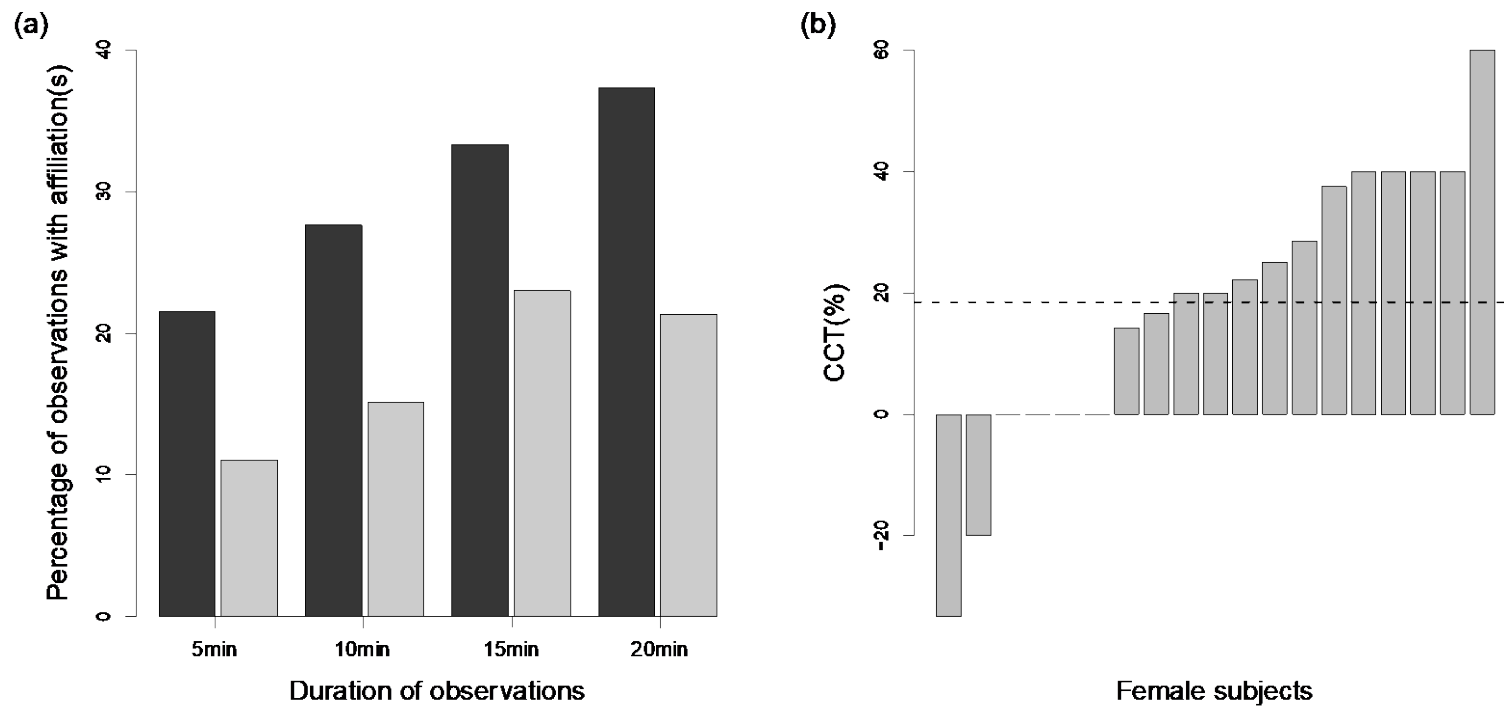 (a)
Percentage of observations with affiliation(s)
40
30
20
10
0
5min 10min 15min 20min
Duration of observations
(b)
CCT(%)
60
40
20
0
-20
Female subjects